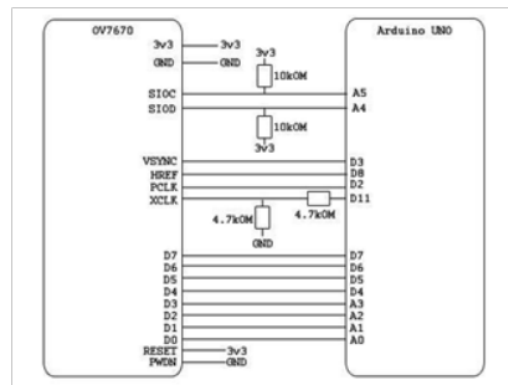 OV7670
Arduino UNO
3v3 3v3
GND GND
3v3
10kOM
SIOC A5
SIOD A4
10kOM
3v3
VSYNC D3
HREF D8
PCLK D2
XCLK D11
4.7kOM 4.7kOM
GND
D7 D7
D6 D6
D5 D5
D4 D4
D3 A3
D2 A2
D1 A1
D0 A0
RESET 3v3
PWDN GND